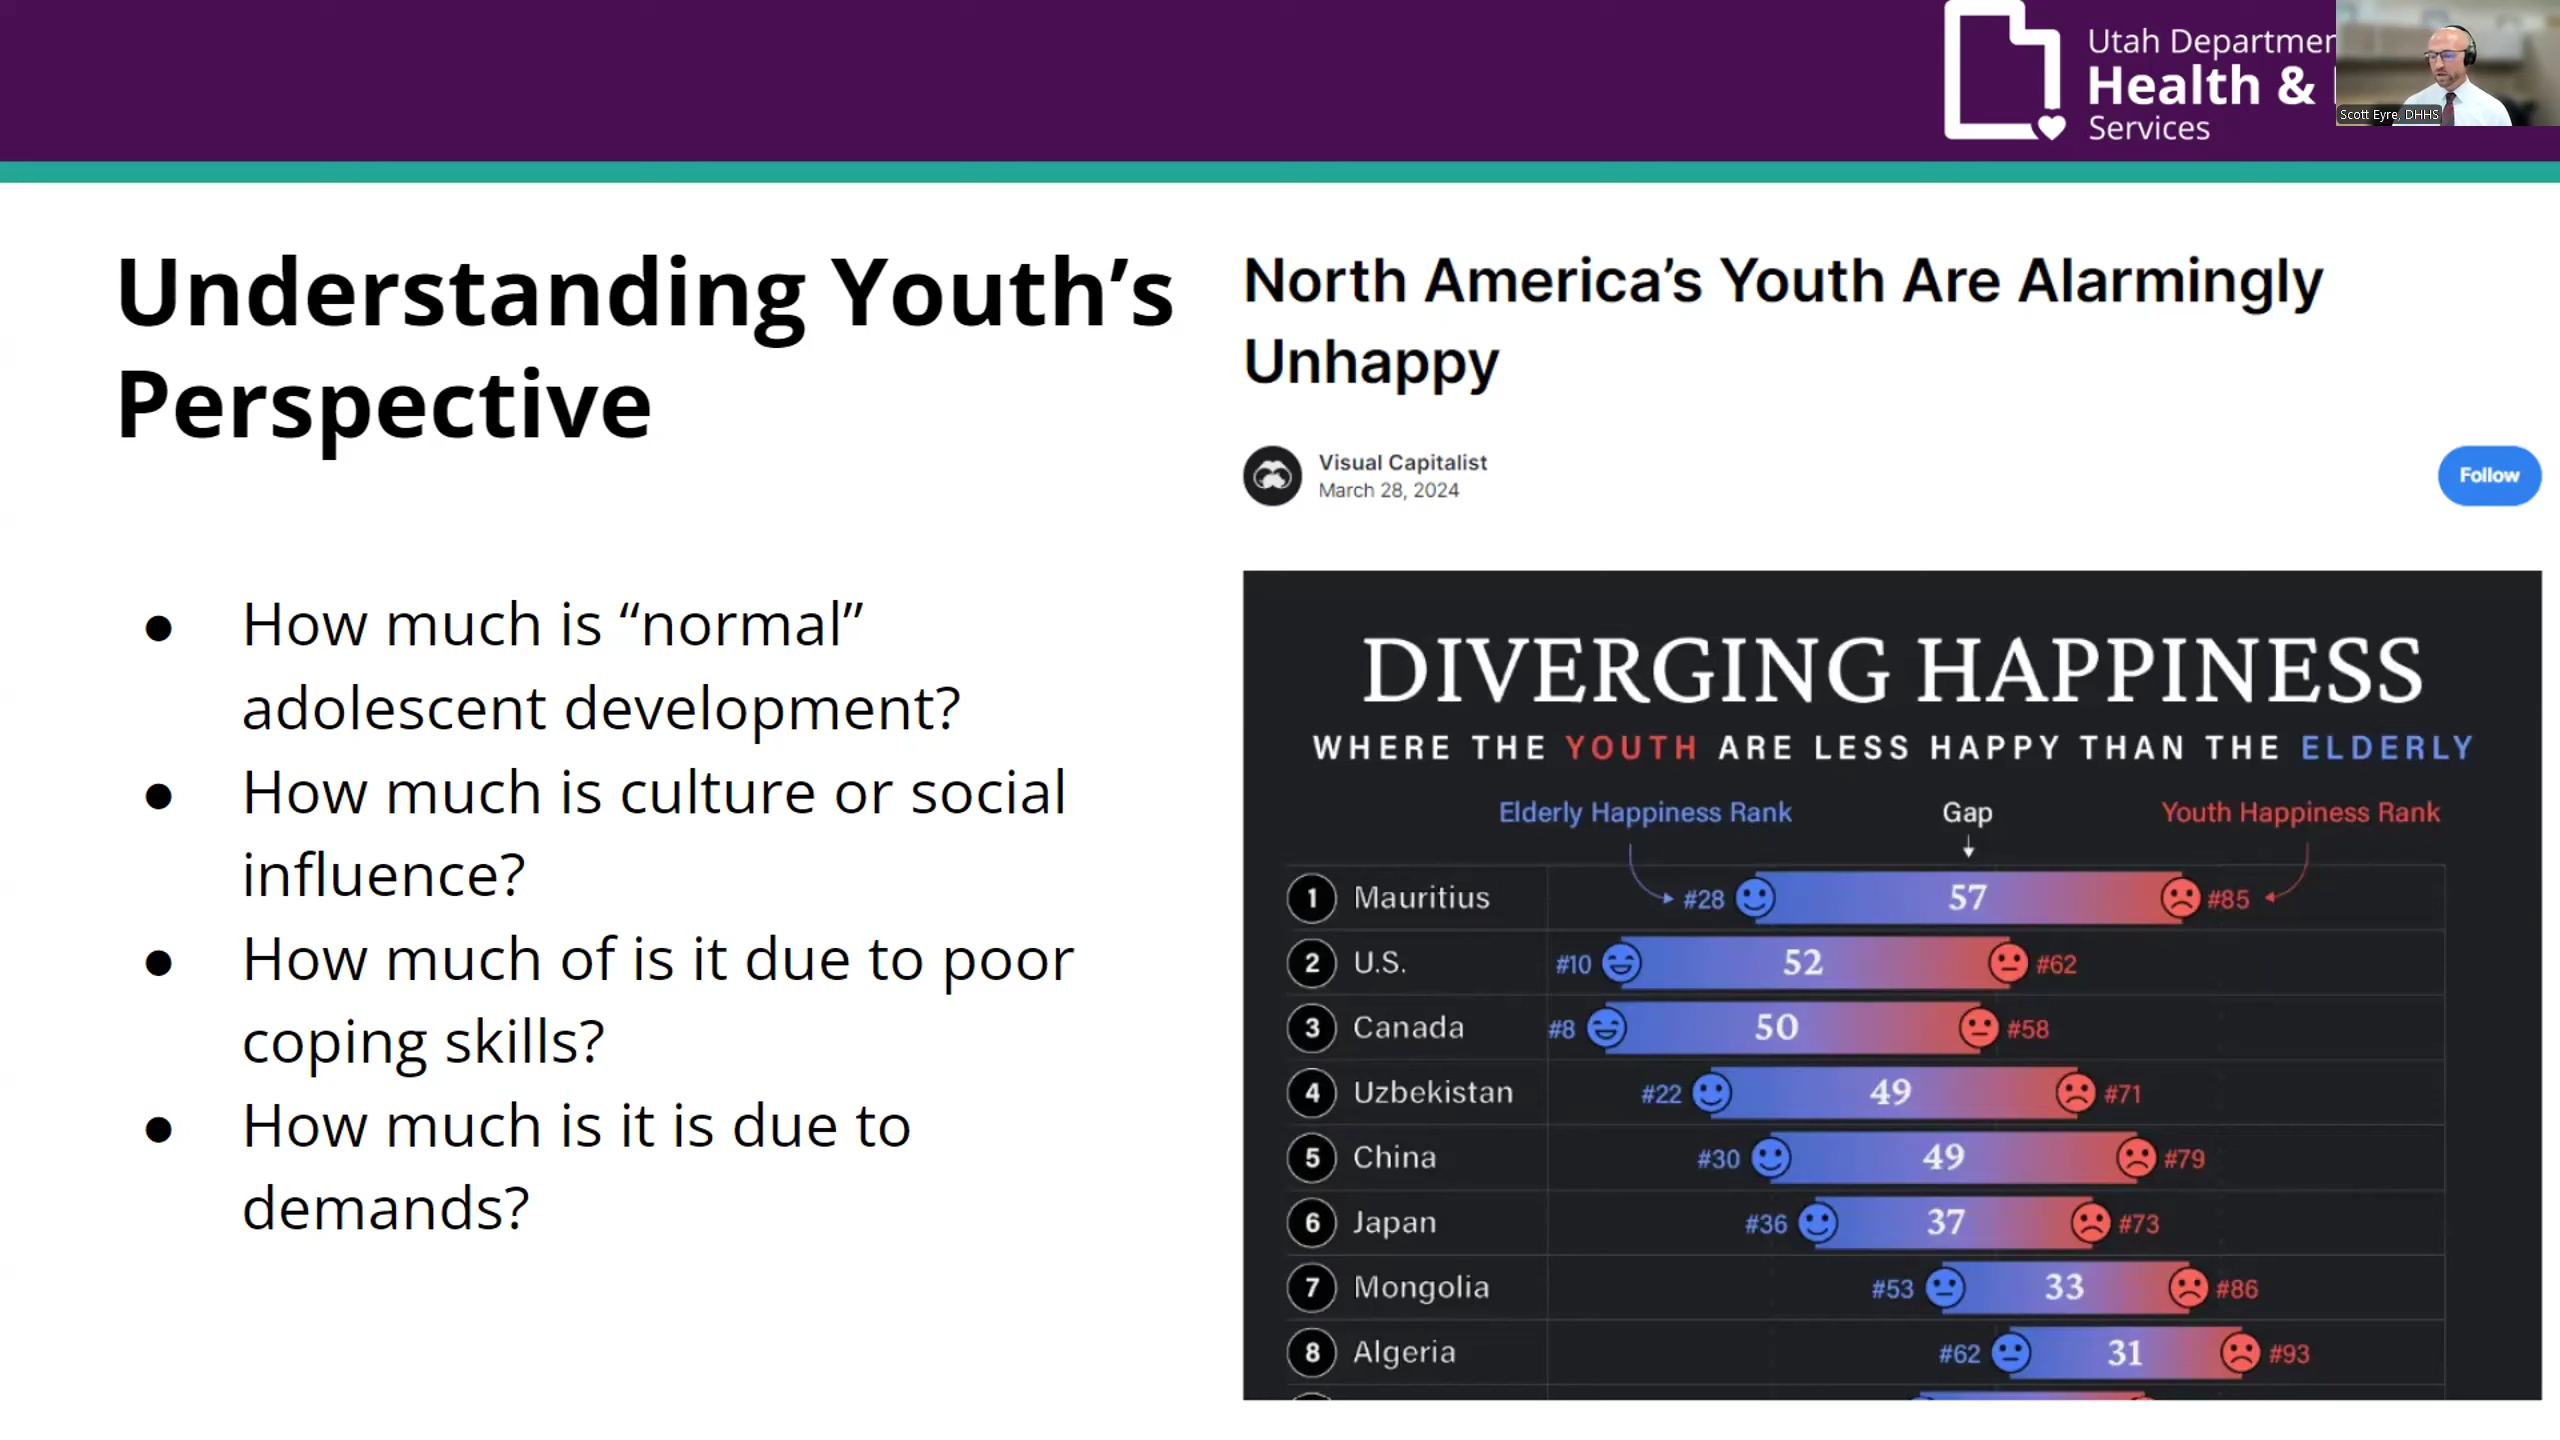 Utah Departmen
Health &
Services
Scott Eyre, DHHS
Understanding Youth’s
Perspective
● How much is “normal”
adolescent development?
● How much is culture or social
influence?
● How much of is it due to poor
coping skills?
● How much is it is due to
demands?
North America’s Youth Are Alarmingly
Unhappy
Visual Capitalist
March 28, 2024
Follow
DIVERGING HAPPINESS
WHERE THE YOUTH ARE LESS HAPPY THAN THE ELDERLY
Elderly Happiness Rank Gap Youth Happiness Rank
1 Mauritius #28 57 #85
2 U.S. #10 52 #62
3 Canada #8 50 #58
4 Uzbekistan #22 49 #71
5 China #30 49 #79
6 Japan #36 37 #73
7 Mongolia #53 33 #86
8 Algeria #62 31 #93